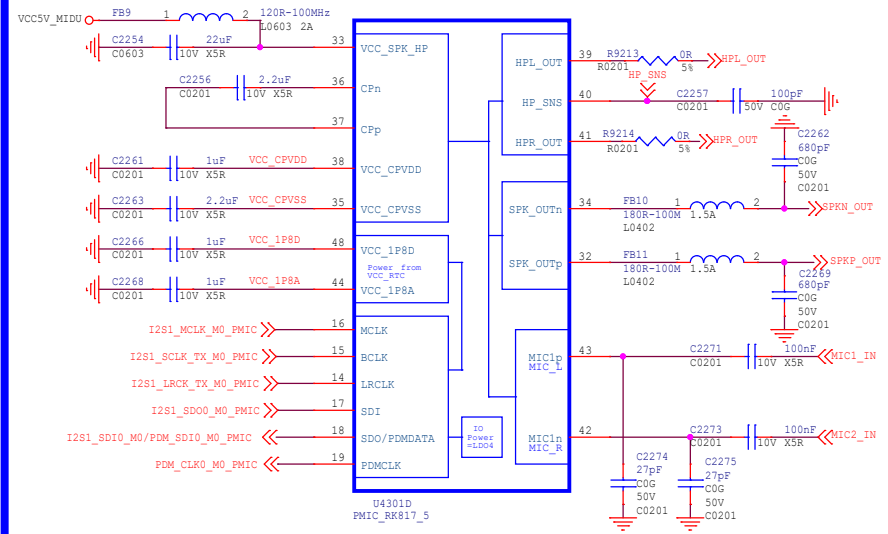 VCC5V_MIDU
FB9 1 2 120R-100MHz
L0603 2A
C2254 22uF
C0603 10V X5R
33 VCC_SPK_HP
C2256 2.2uF
C0201 10V X5R
36 CPn
37 CPp
C2261 1uF VCC_CPVDD
C0201 10V X5R
38 VCC_CPVDD
C2263 2.2uF VCC_CPVSS
C0201 10V X5R
35 VCC_CPVSS
C2266 1uF VCC_1P8D
C0201 10V X5R
48 VCC_1P8D
Power from
VCC_RTC
C2268 1uF VCC_1P8A
C0201 10V X5R
44 VCC_1P8A
I2S1_MCLK_M0_PMIC 16 MCLK
I2S1_SCLK_TX_M0_PMIC 15 BCLK
I2S1_LRCK_TX_M0_PMIC 14 LRCLK
I2S1_SDO0_M0_PMIC 17 SDI
I2S1_SDI0_M0/PDM_SDI0_M0_PMIC 18 SDO/PDMDATA
PDM_CLK0_M0_PMIC 19 PDMCLK
IO
Power
=LDO4
HPL_OUT 39 R9213 0R HPL_OUT
R0201 5%
HP_SNS
HP_SNS 40 C2257 100pF
C0201 50V C0G
HPR_OUT 41 R9214 0R HPR_OUT
R0201 5%
C2262
680pF
C0G
50V
C0201
SPK_OUTn 34 FB10 1 2 SPKN_OUT
180R-100M 1.5A
L0402
SPK_OUTp 32 FB11 1 2 SPKP_OUT
180R-100M 1.5A
L0402
C2269
680pF
C0G
50V
C0201
MIC1p
MIC_L
43 C2271 100nF MIC1_IN
C0201 10V X5R
MIC1n
MIC_R
42 C2273 100nF MIC2_IN
C0201 10V X5R
C2274
27pF
C0G
50V
C0201
C2275
27pF
C0G
50V
C0201
U4301D
PMIC_RK817_5